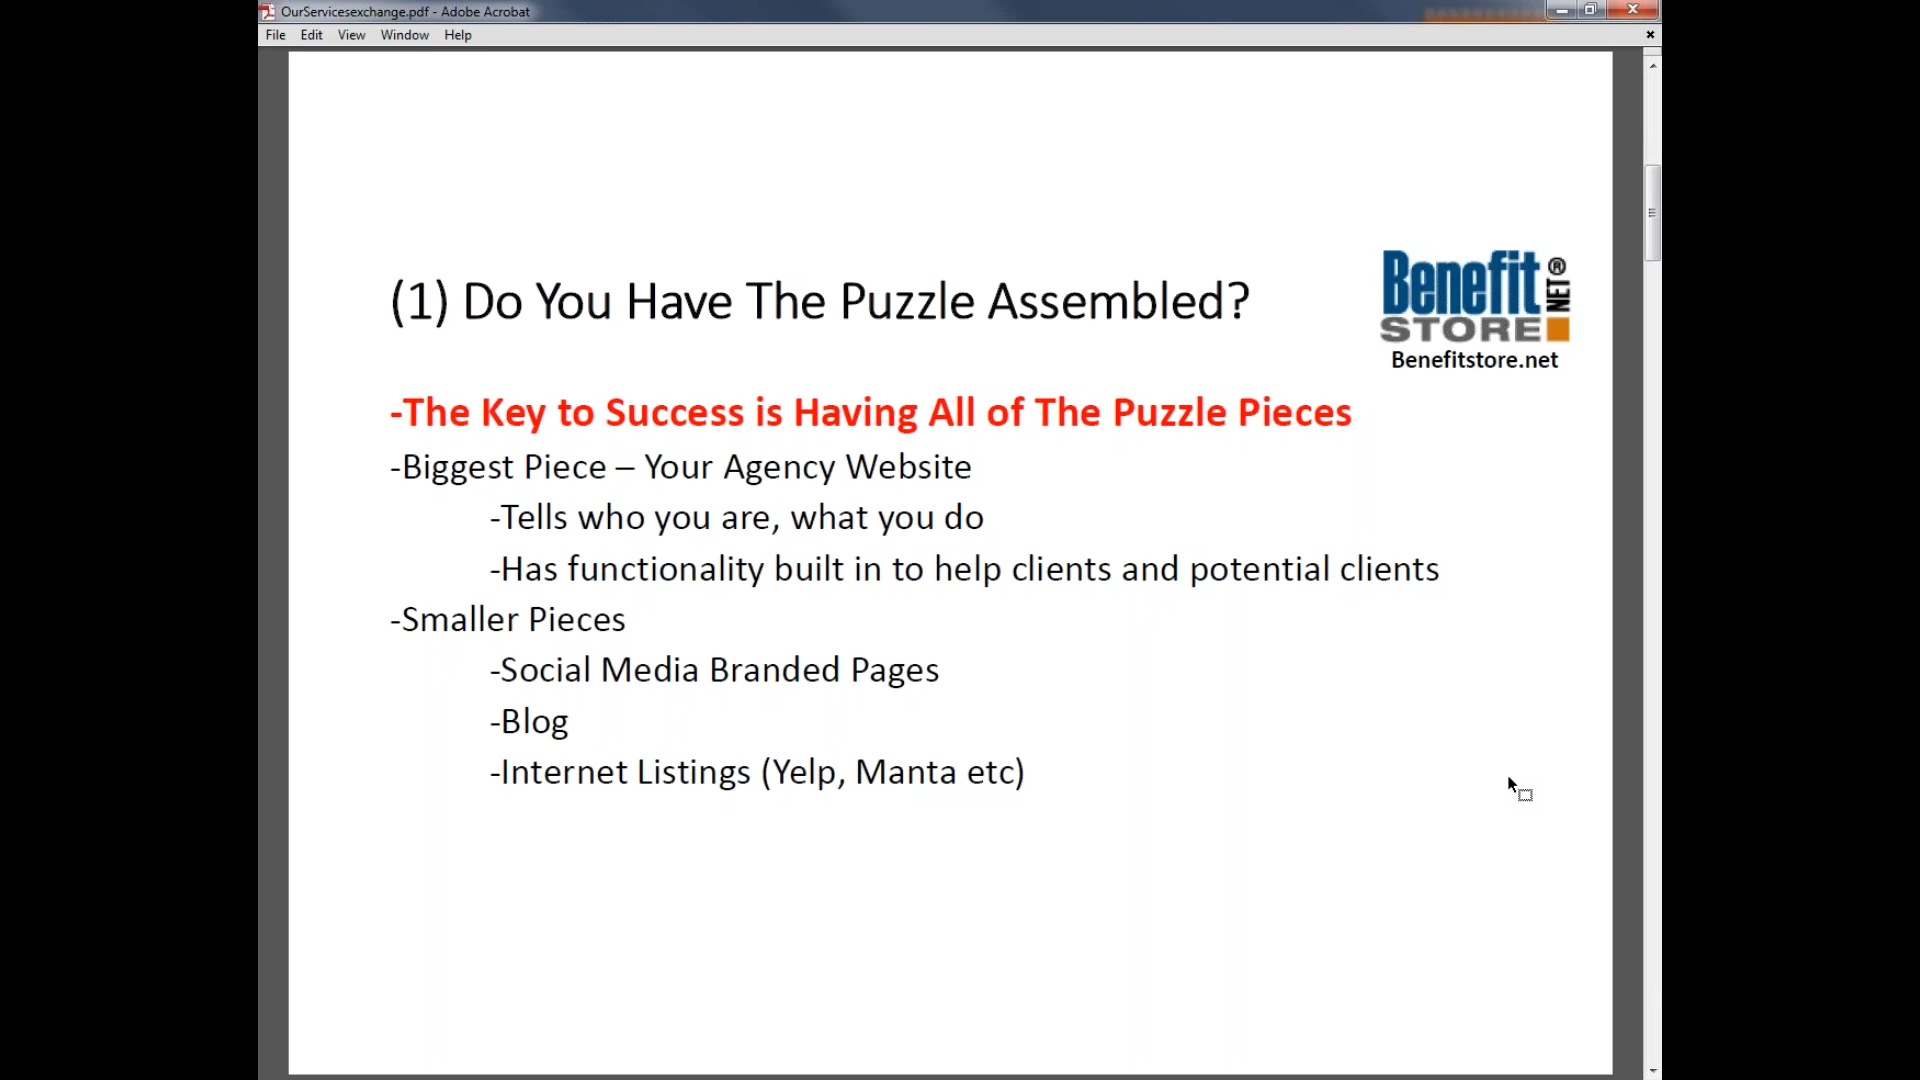 OurServicesexchange.pdf - Adobe Acrobat
File Edit View Window Help
(1) Do You Have The Puzzle Assembled?
Benefit
STORE
NET®
Benefitstore.net
-The Key to Success is Having All of The Puzzle Pieces
-Biggest Piece – Your Agency Website
-Tells who you are, what you do
-Has functionality built in to help clients and potential clients
-Smaller Pieces
-Social Media Branded Pages
-Blog
-Internet Listings (Yelp, Manta etc)